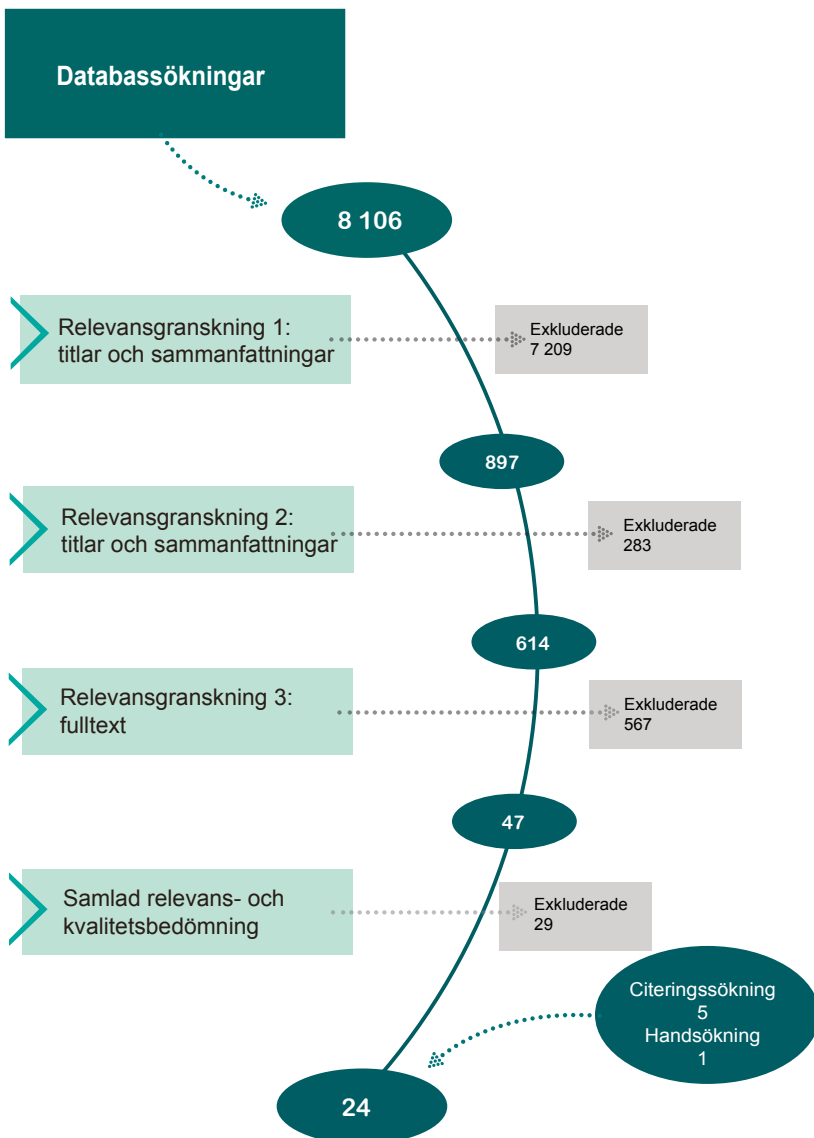 Databassökningar
8 106
Relevansgranskning 1:
titlar och sammanfattningar
Exkluderade
7 209
897
Relevansgranskning 2:
titlar och sammanfattningar
Exkluderade
283
614
Relevansgranskning 3:
fulltext
Exkluderade
567
47
Samlad relevans- och
kvalitetsbedömning
Exkluderade
29
Citeringssökning
5
Handsökning
1
24